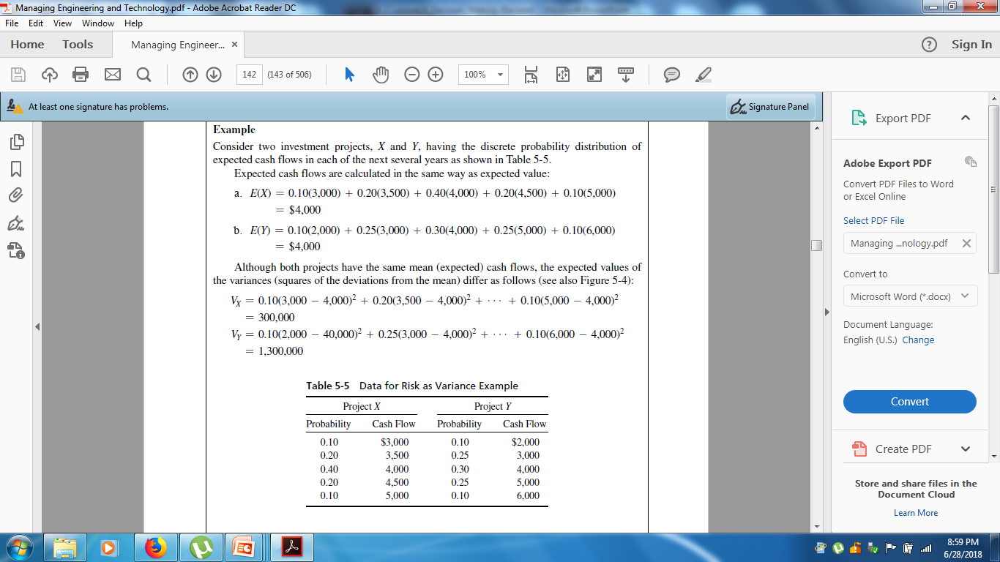 Managing Engineering and Technology.pdf - Adobe Acrobat Reader DC
File Edit View Window Help
Home Tools Managing Engineer... × ? Sign In
142 (143 of 506) 100%
At least one signature has problems.
Signature Panel
Example
Consider two investment projects, X and Y, having the discrete probability distribution of
expected cash flows in each of the next several years as shown in Table 5-5.
Expected cash flows are calculated in the same way as expected value:
a. E(X) = 0.10(3,000) + 0.20(3,500) + 0.40(4,000) + 0.20(4,500) + 0.10(5,000)
= $4,000
b. E(Y) = 0.10(2,000) + 0.25(3,000) + 0.30(4,000) + 0.25(5,000) + 0.10(6,000)
= $4,000
Although both projects have the same mean (expected) cash flows, the expected values of
the variances (squares of the deviations from the mean) differ as follows (see also Figure 5-4):
Vx = 0.10(3,000 − 4,000)² + 0.20(3,500 − 4,000)² + ··· + 0.10(5,000 − 4,000)²
= 300,000
Vy = 0.10(2,000 − 40,000)² + 0.25(3,000 − 4,000)² + ··· + 0.10(6,000 − 4,000)²
= 1,300,000
Table 5-5 Data for Risk as Variance Example
Project X Project Y
Probability Cash Flow Probability Cash Flow
0.10 $3,000 0.10 $2,000
0.20 3,500 0.25 3,000
0.40 4,000 0.30 4,000
0.20 4,500 0.25 5,000
0.10 5,000 0.10 6,000
Export PDF
Adobe Export PDF
Convert PDF Files to Word
or Excel Online
Select PDF File
Managing ...nology.pdf
Convert to
Microsoft Word (*.docx)
Document Language:
English (U.S.) Change
Convert
Create PDF
Store and share files in the
Document Cloud
Learn More
8:59 PM
6/28/2018